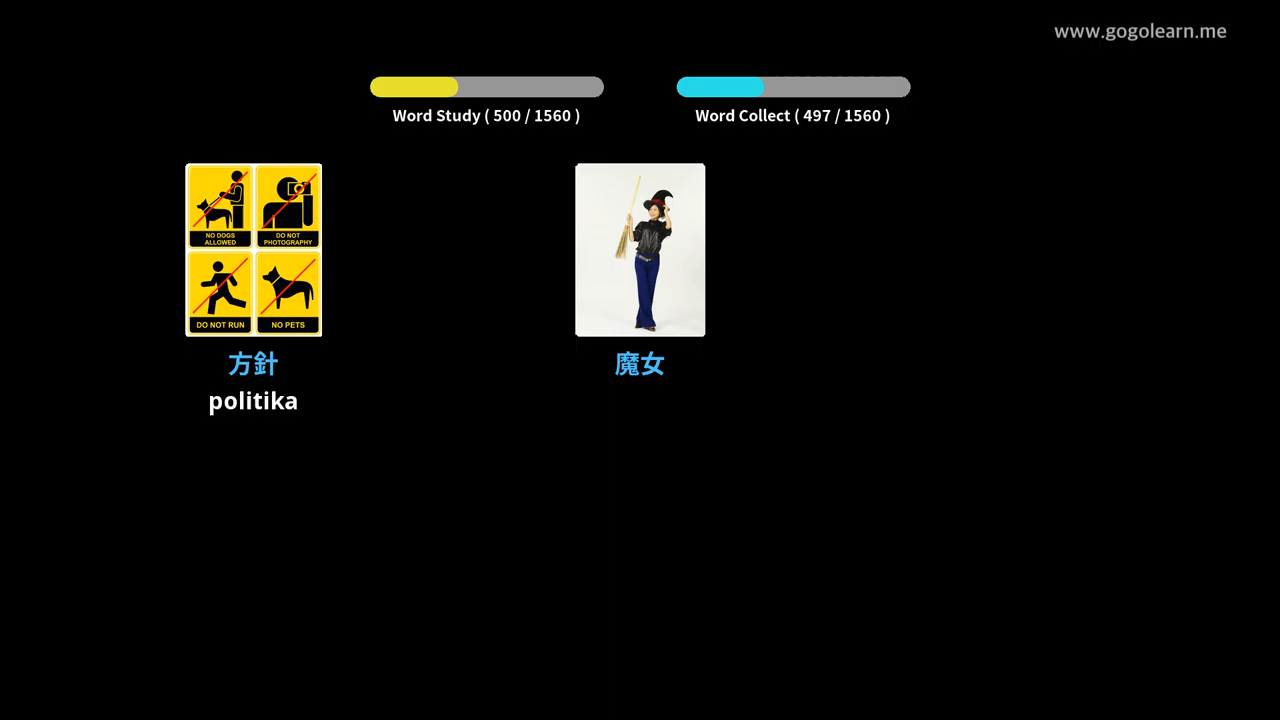 www.gogolearn.me
Word Study ( 500 / 1560 )
Word Collect ( 497 / 1560 )
NO DOGS
ALLOWED
DO NOT
PHOTOGRAPHY
DO NOT RUN
NO PETS
方針
politika
魔女